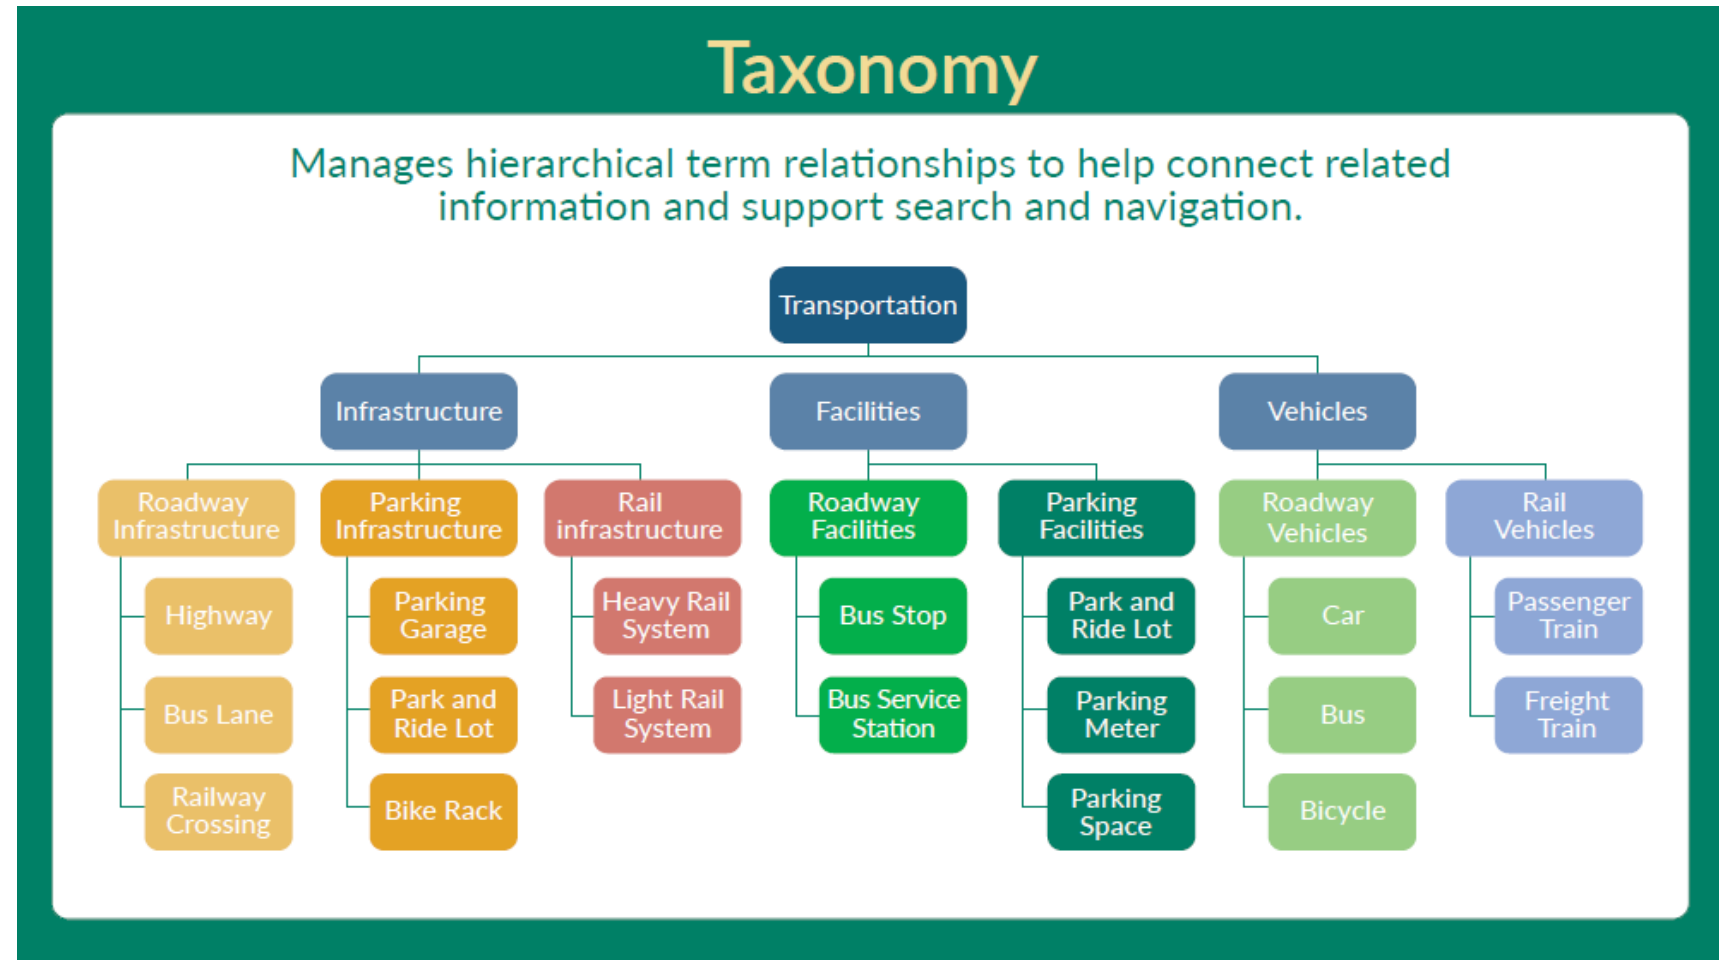 Taxonomy
Manages hierarchical term relationships to help connect related
information and support search and navigation.
Transportation
Infrastructure
Facilities
Vehicles
Roadway
Infrastructure
Parking
Infrastructure
Rail
infrastructure
Roadway
Facilities
Parking
Facilities
Roadway
Vehicles
Rail
Vehicles
Highway
Bus Lane
Railway
Crossing
Parking
Garage
Park and
Ride Lot
Bike Rack
Heavy Rail
System
Light Rail
System
Bus Stop
Bus Service
Station
Park and
Ride Lot
Parking
Meter
Parking
Space
Car
Bus
Bicycle
Passenger
Train
Freight
Train